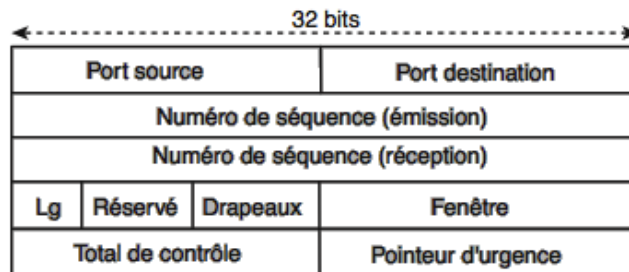 32 bits
Port source Port destination
Numéro de séquence (émission)
Numéro de séquence (réception)
Lg Réservé Drapeaux Fenêtre
Total de contrôle Pointeur d'urgence